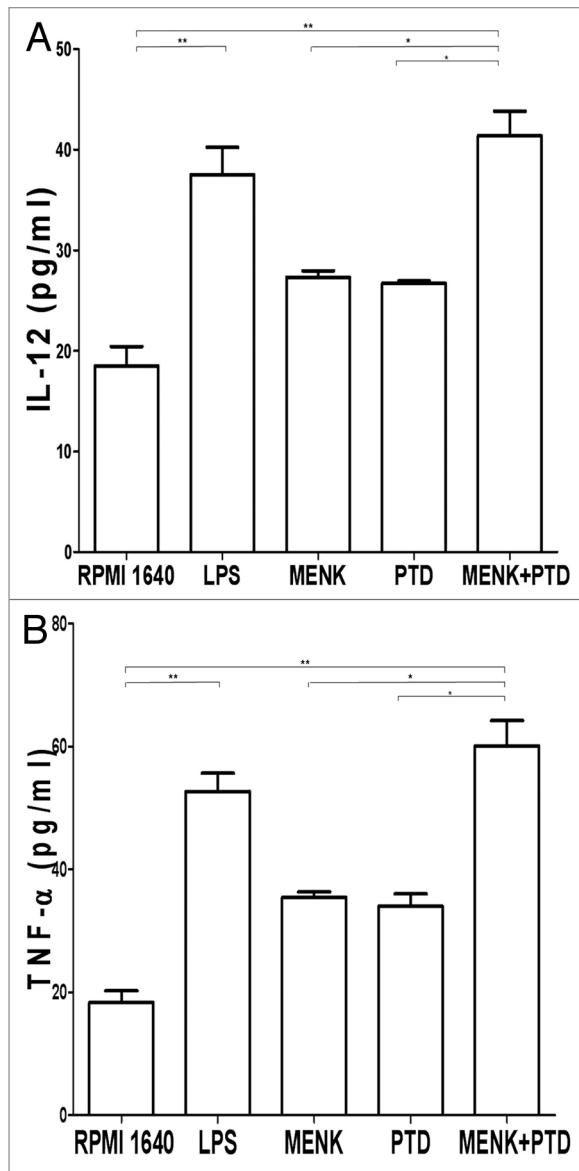 A
**
** *
*
50
40
30
20
10
0
IL-12 (pg/ml)
RPMI 1640 LPS MENK PTD MENK+PTD
B
**
** *
*
80
60
40
20
0
TNF-α (pg/ml)
RPMI 1640 LPS MENK PTD MENK+PTD